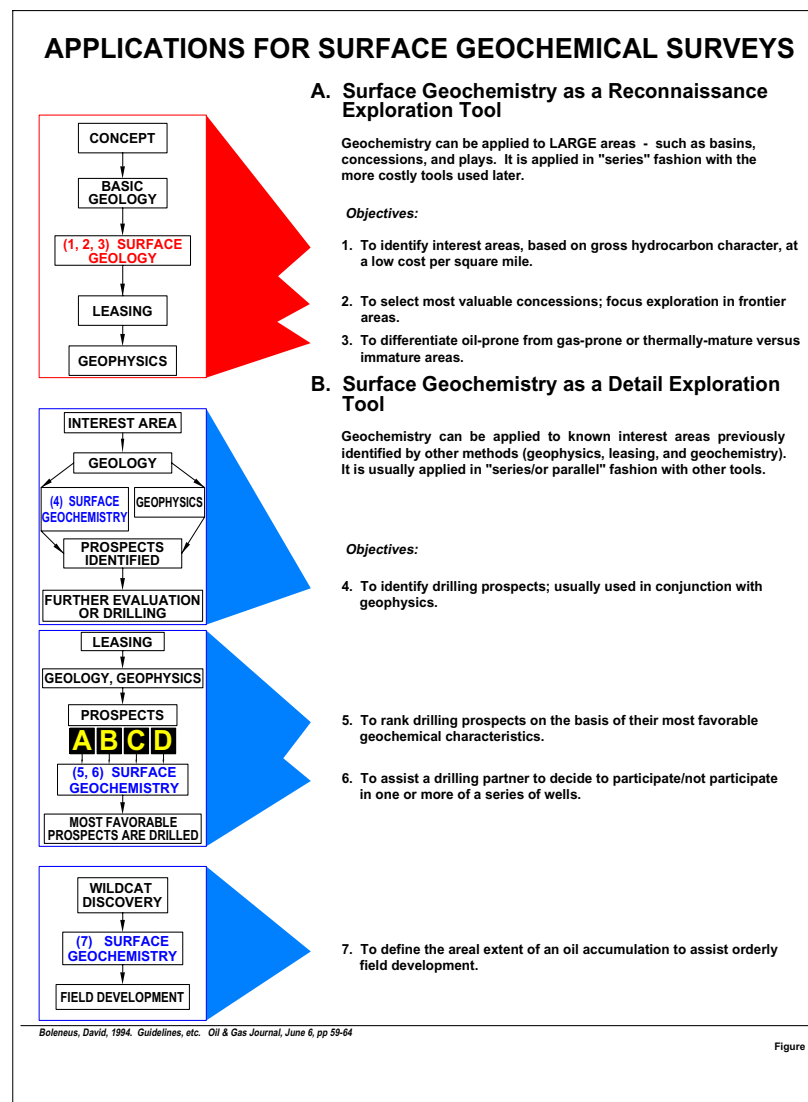 APPLICATIONS FOR SURFACE GEOCHEMICAL SURVEYS
A. Surface Geochemistry as a Reconnaissance
Exploration Tool
Geochemistry can be applied to LARGE areas - such as basins,
concessions, and plays. It is applied in "series" fashion with the
more costly tools used later.
Objectives:
1. To identify interest areas, based on gross hydrocarbon character, at
a low cost per square mile.
2. To select most valuable concessions; focus exploration in frontier
areas.
3. To differentiate oil-prone from gas-prone or thermally-mature versus
immature areas.
CONCEPT
BASIC
GEOLOGY
(1, 2, 3) SURFACE
GEOLOGY
LEASING
GEOPHYSICS
B. Surface Geochemistry as a Detail Exploration
Tool
Geochemistry can be applied to known interest areas previously
identified by other methods (geophysics, leasing, and geochemistry).
It is usually applied in "series/or parallel" fashion with other tools.
Objectives:
4. To identify drilling prospects; usually used in conjunction with
geophysics.
INTEREST AREA
GEOLOGY
(4) SURFACE
GEOCHEMISTRY
GEOPHYSICS
PROSPECTS
IDENTIFIED
FURTHER EVALUATION
OR DRILLING
LEASING
GEOLOGY, GEOPHYSICS
PROSPECTS
A B C D
(5, 6) SURFACE
GEOCHEMISTRY
MOST FAVORABLE
PROSPECTS ARE DRILLED
5. To rank drilling prospects on the basis of their most favorable
geochemical characteristics.
6. To assist a drilling partner to decide to participate/not participate
in one or more of a series of wells.
WILDCAT
DISCOVERY
(7) SURFACE
GEOCHEMISTRY
FIELD DEVELOPMENT
7. To define the areal extent of an oil accumulation to assist orderly
field development.
Boleneus, David, 1994. Guidelines, etc. Oil & Gas Journal, June 6, pp 59-64
Figure